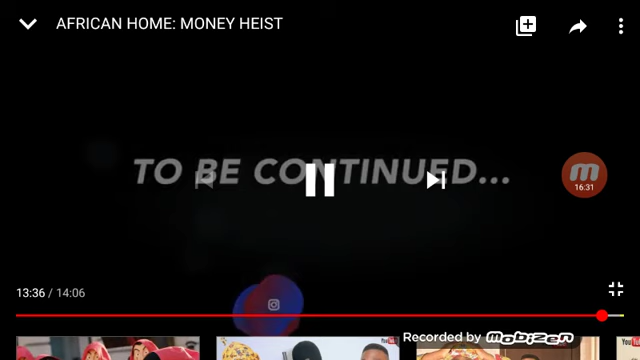 AFRICAN HOME: MONEY HEIST
TO BE CONTINUED...
16:31
13:36 / 14:06
Recorded by MOBIZEN